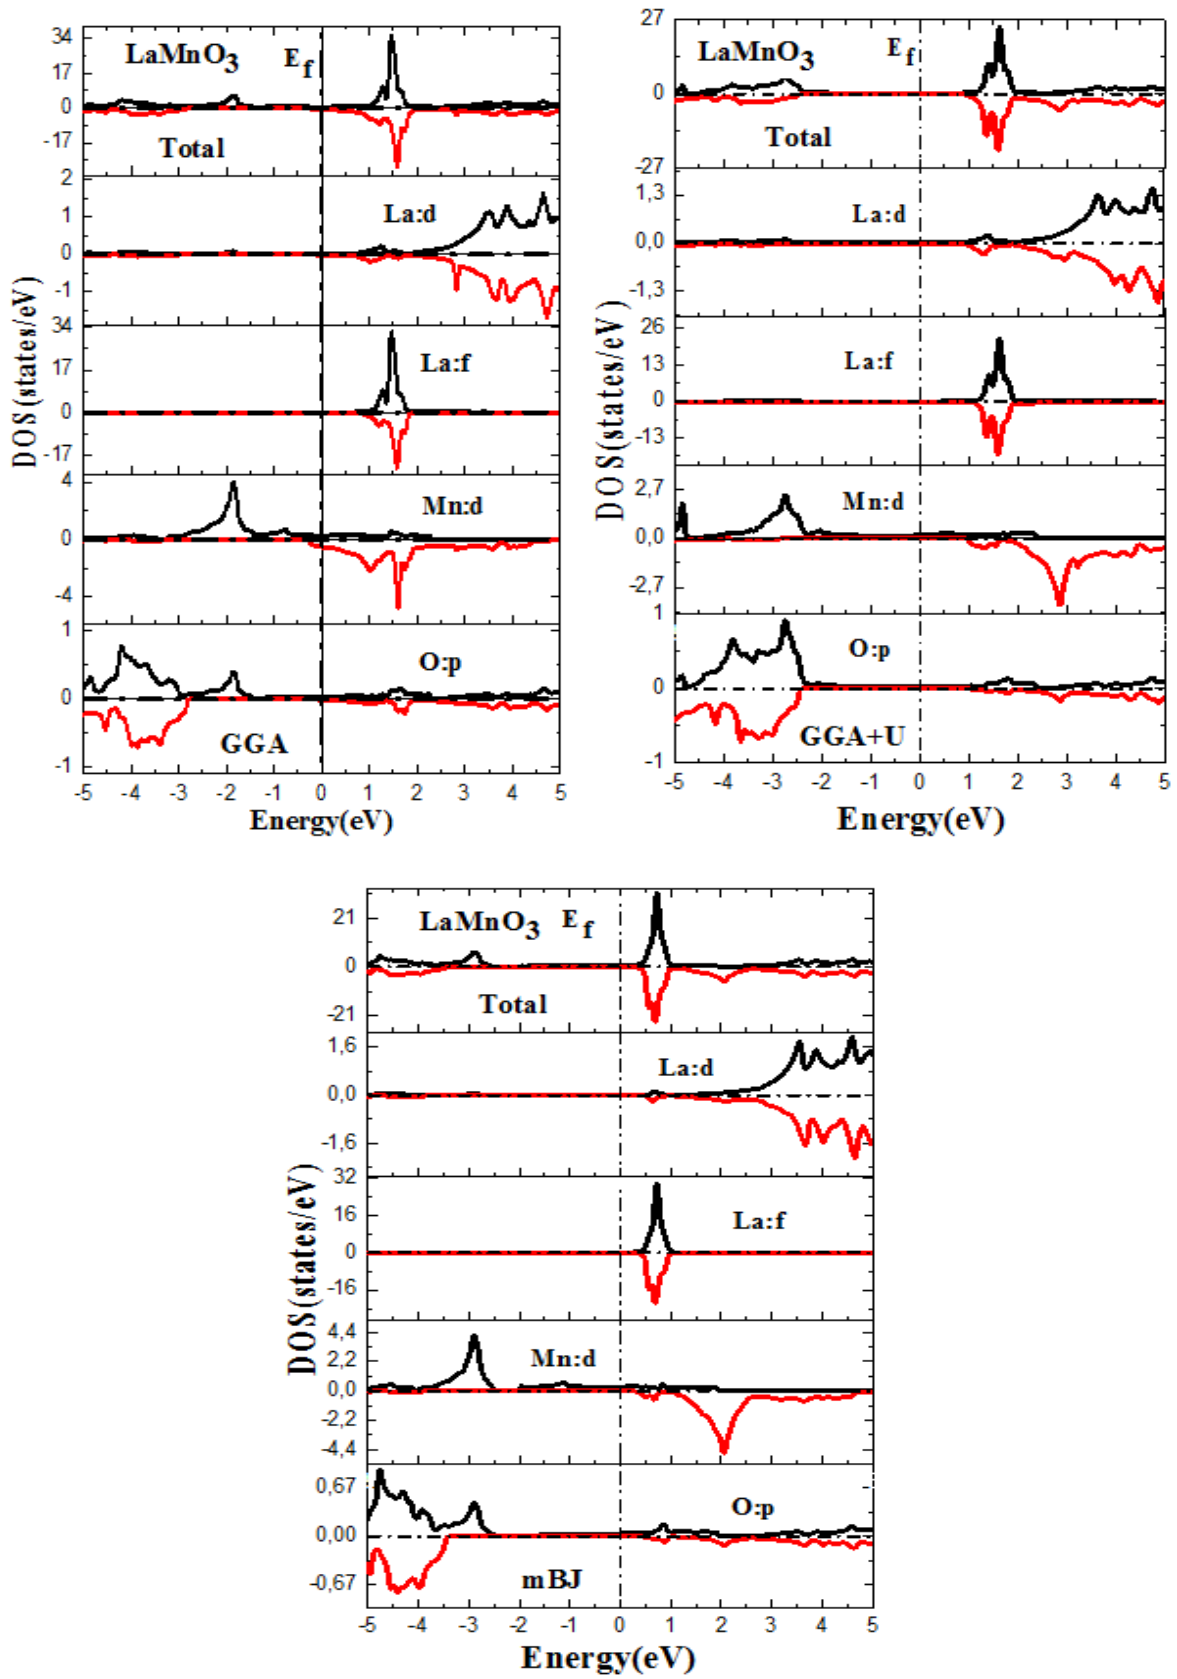 LaMnO3 Ef
34
17
0
-17
Total
2
1
0
-1
La:d
34
17
0
-17
La:f
4
0
-4
Mn:d
1
0
-1
O:p
GGA
-5 -4 -3 -2 -1 0 1 2 3 4 5
Energy(eV)
DOS(states/eV)
LaMnO3 Ef
27
0
-27
Total
1,3
0,0
-1,3
La:d
26
13
0
-13
La:f
2,7
0,0
-2,7
Mn:d
1
0
-1
O:p
GGA+U
-5 -4 -3 -2 -1 0 1 2 3 4 5
Energy(eV)
DOS(states/eV)
LaMnO3 Ef
21
0
-21
Total
1,6
0,0
-1,6
La:d
32
16
0
-16
La:f
4,4
2,2
0,0
-2,2
-4,4
Mn:d
0,67
0,00
-0,67
O:p
mBJ
-5 -4 -3 -2 -1 0 1 2 3 4 5
Energy(eV)
DOS(states/eV)